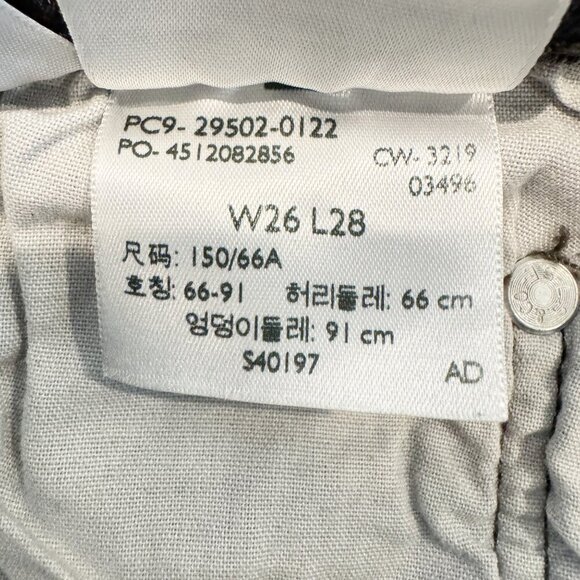 PC9- 29502-0122
PO- 4512082856
CW- 3219
03496
W26 L28
尺码: 150/66A
호칭: 66-91 허리둘레: 66 cm
엉덩이둘레: 91 cm
S40197
AD